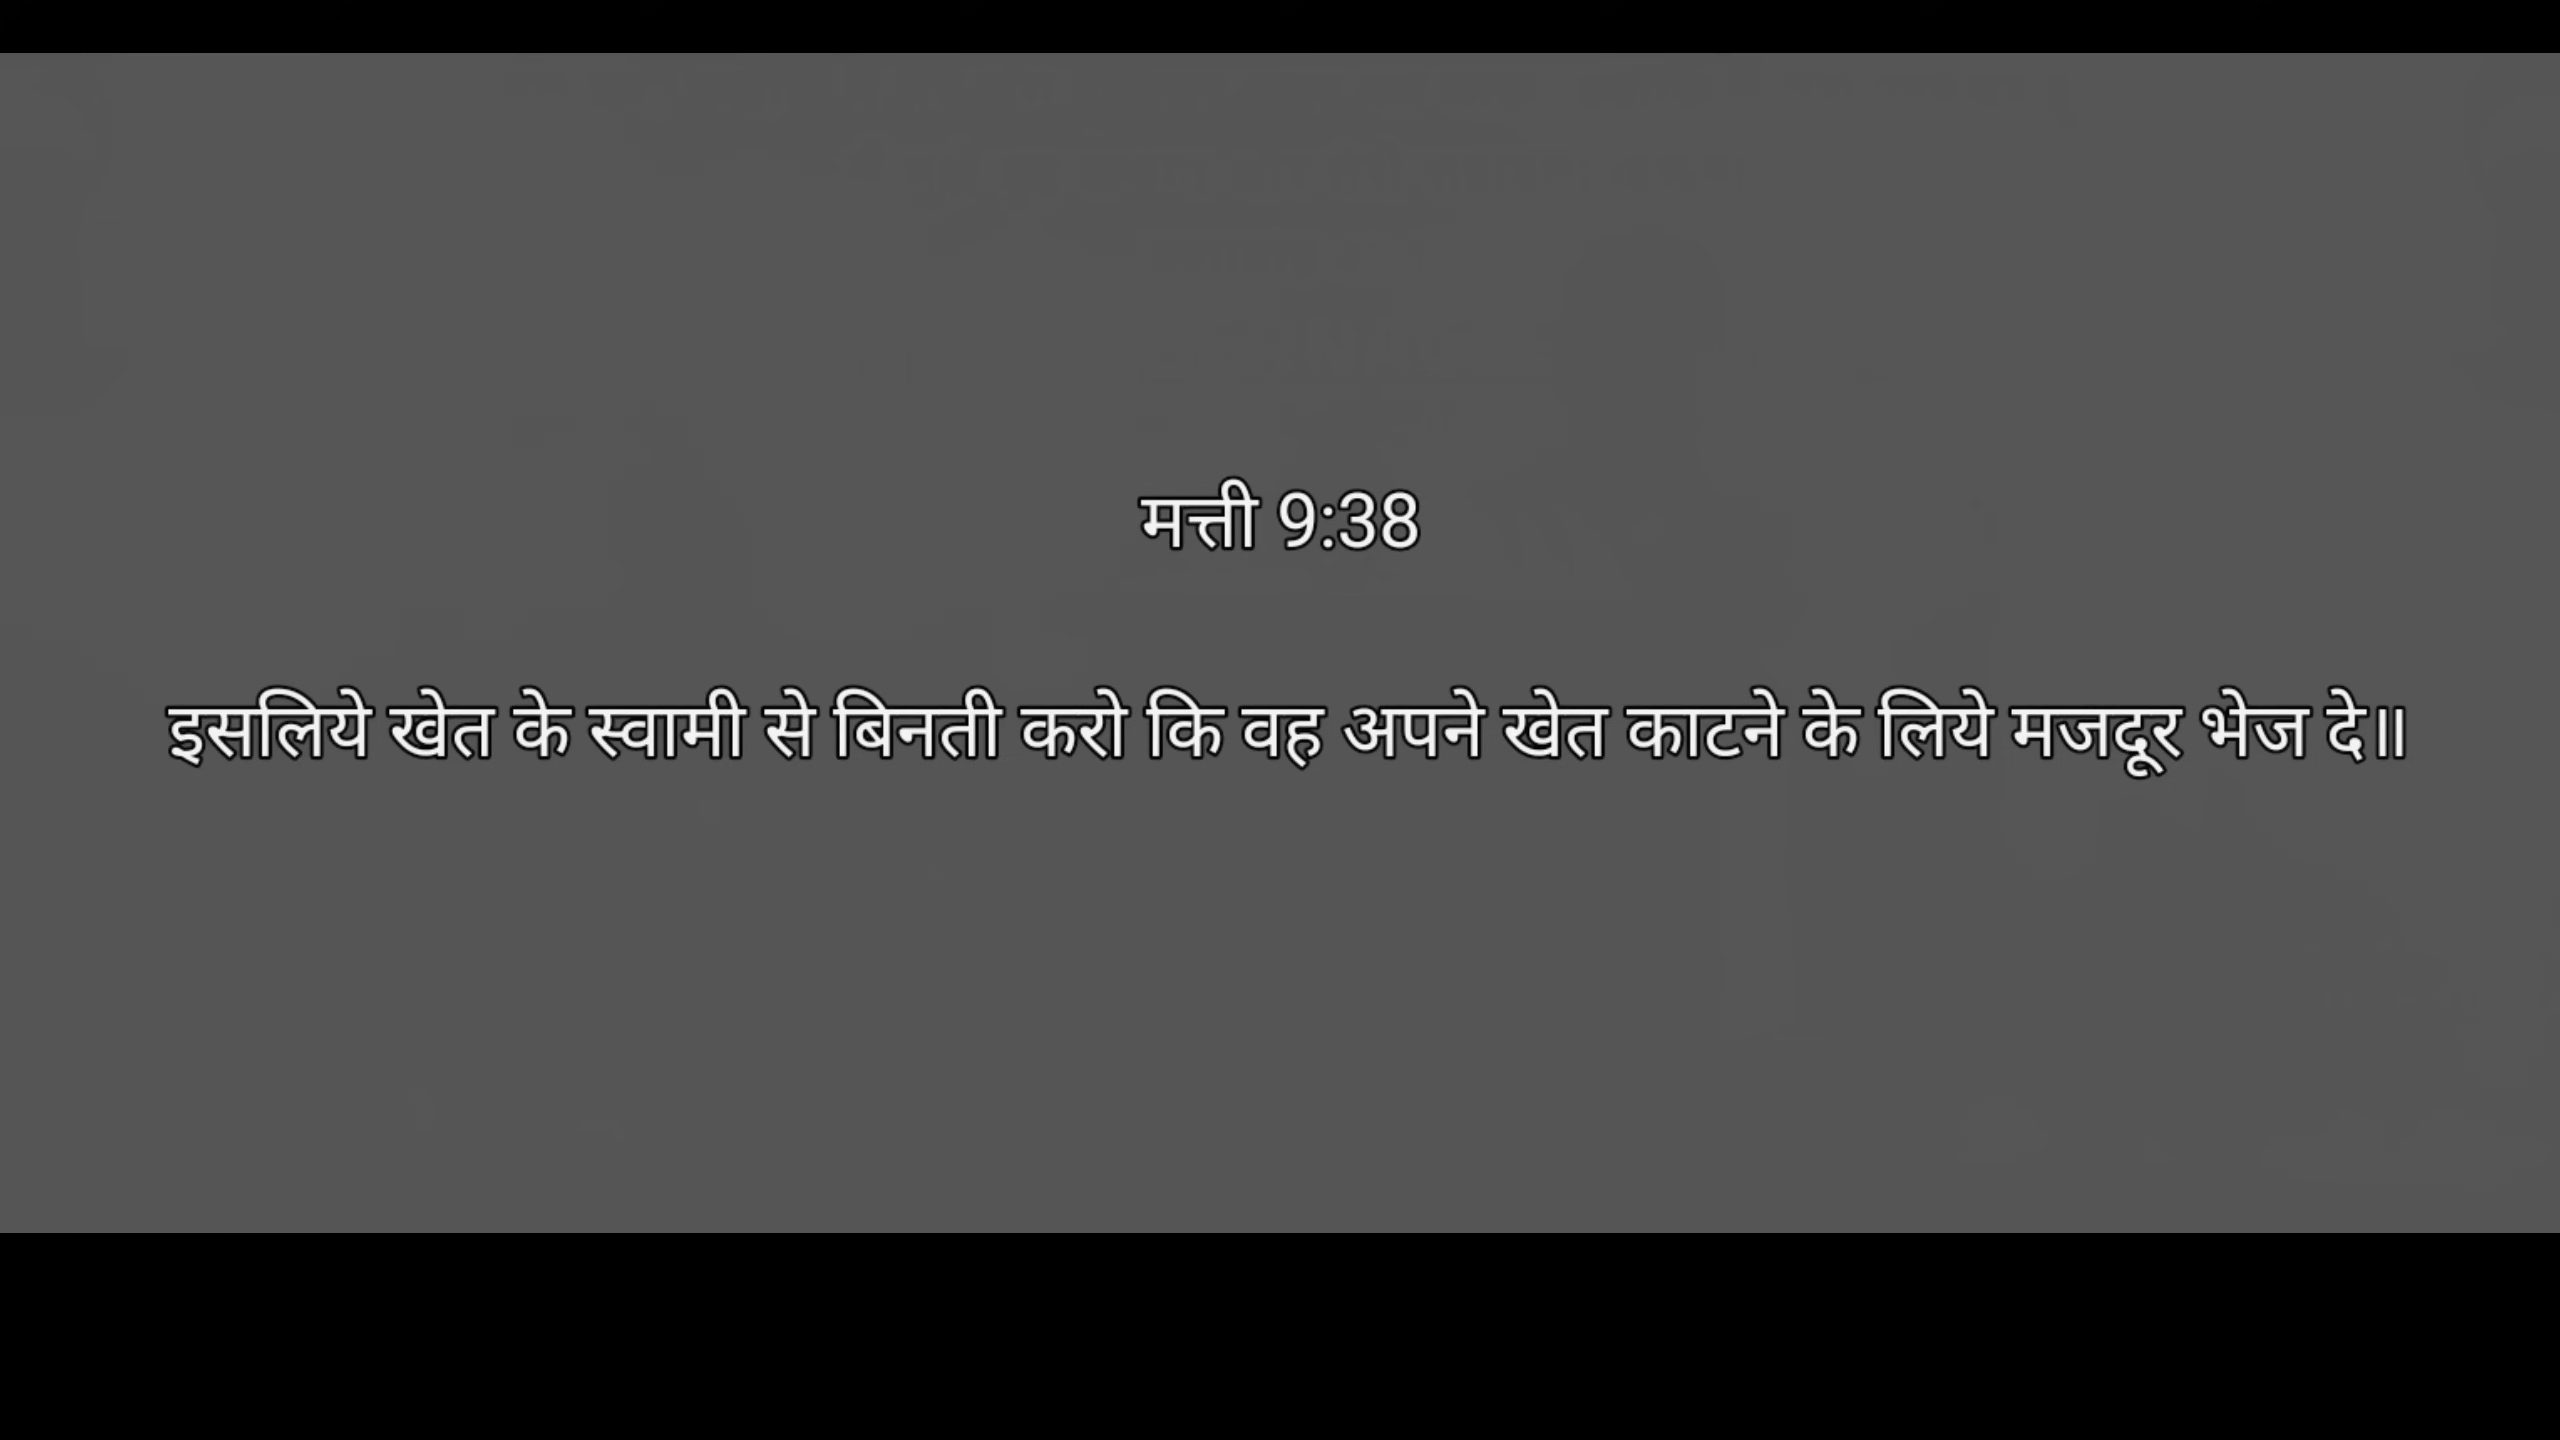 मत्ती 9:38
इसलिये खेत के स्वामी से बिनती करो कि वह अपने खेत काटने के लिये मजदूर भेज दे॥